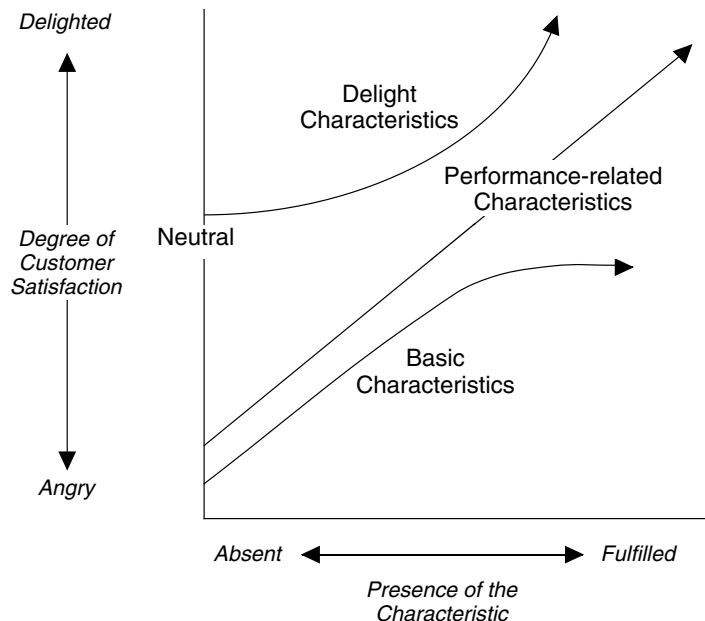 Delighted
Delight
Characteristics
Performance-related
Characteristics
Neutral
Degree of
Customer
Satisfaction
Basic
Characteristics
Angry
Absent
Fulfilled
Presence of the
Characteristic